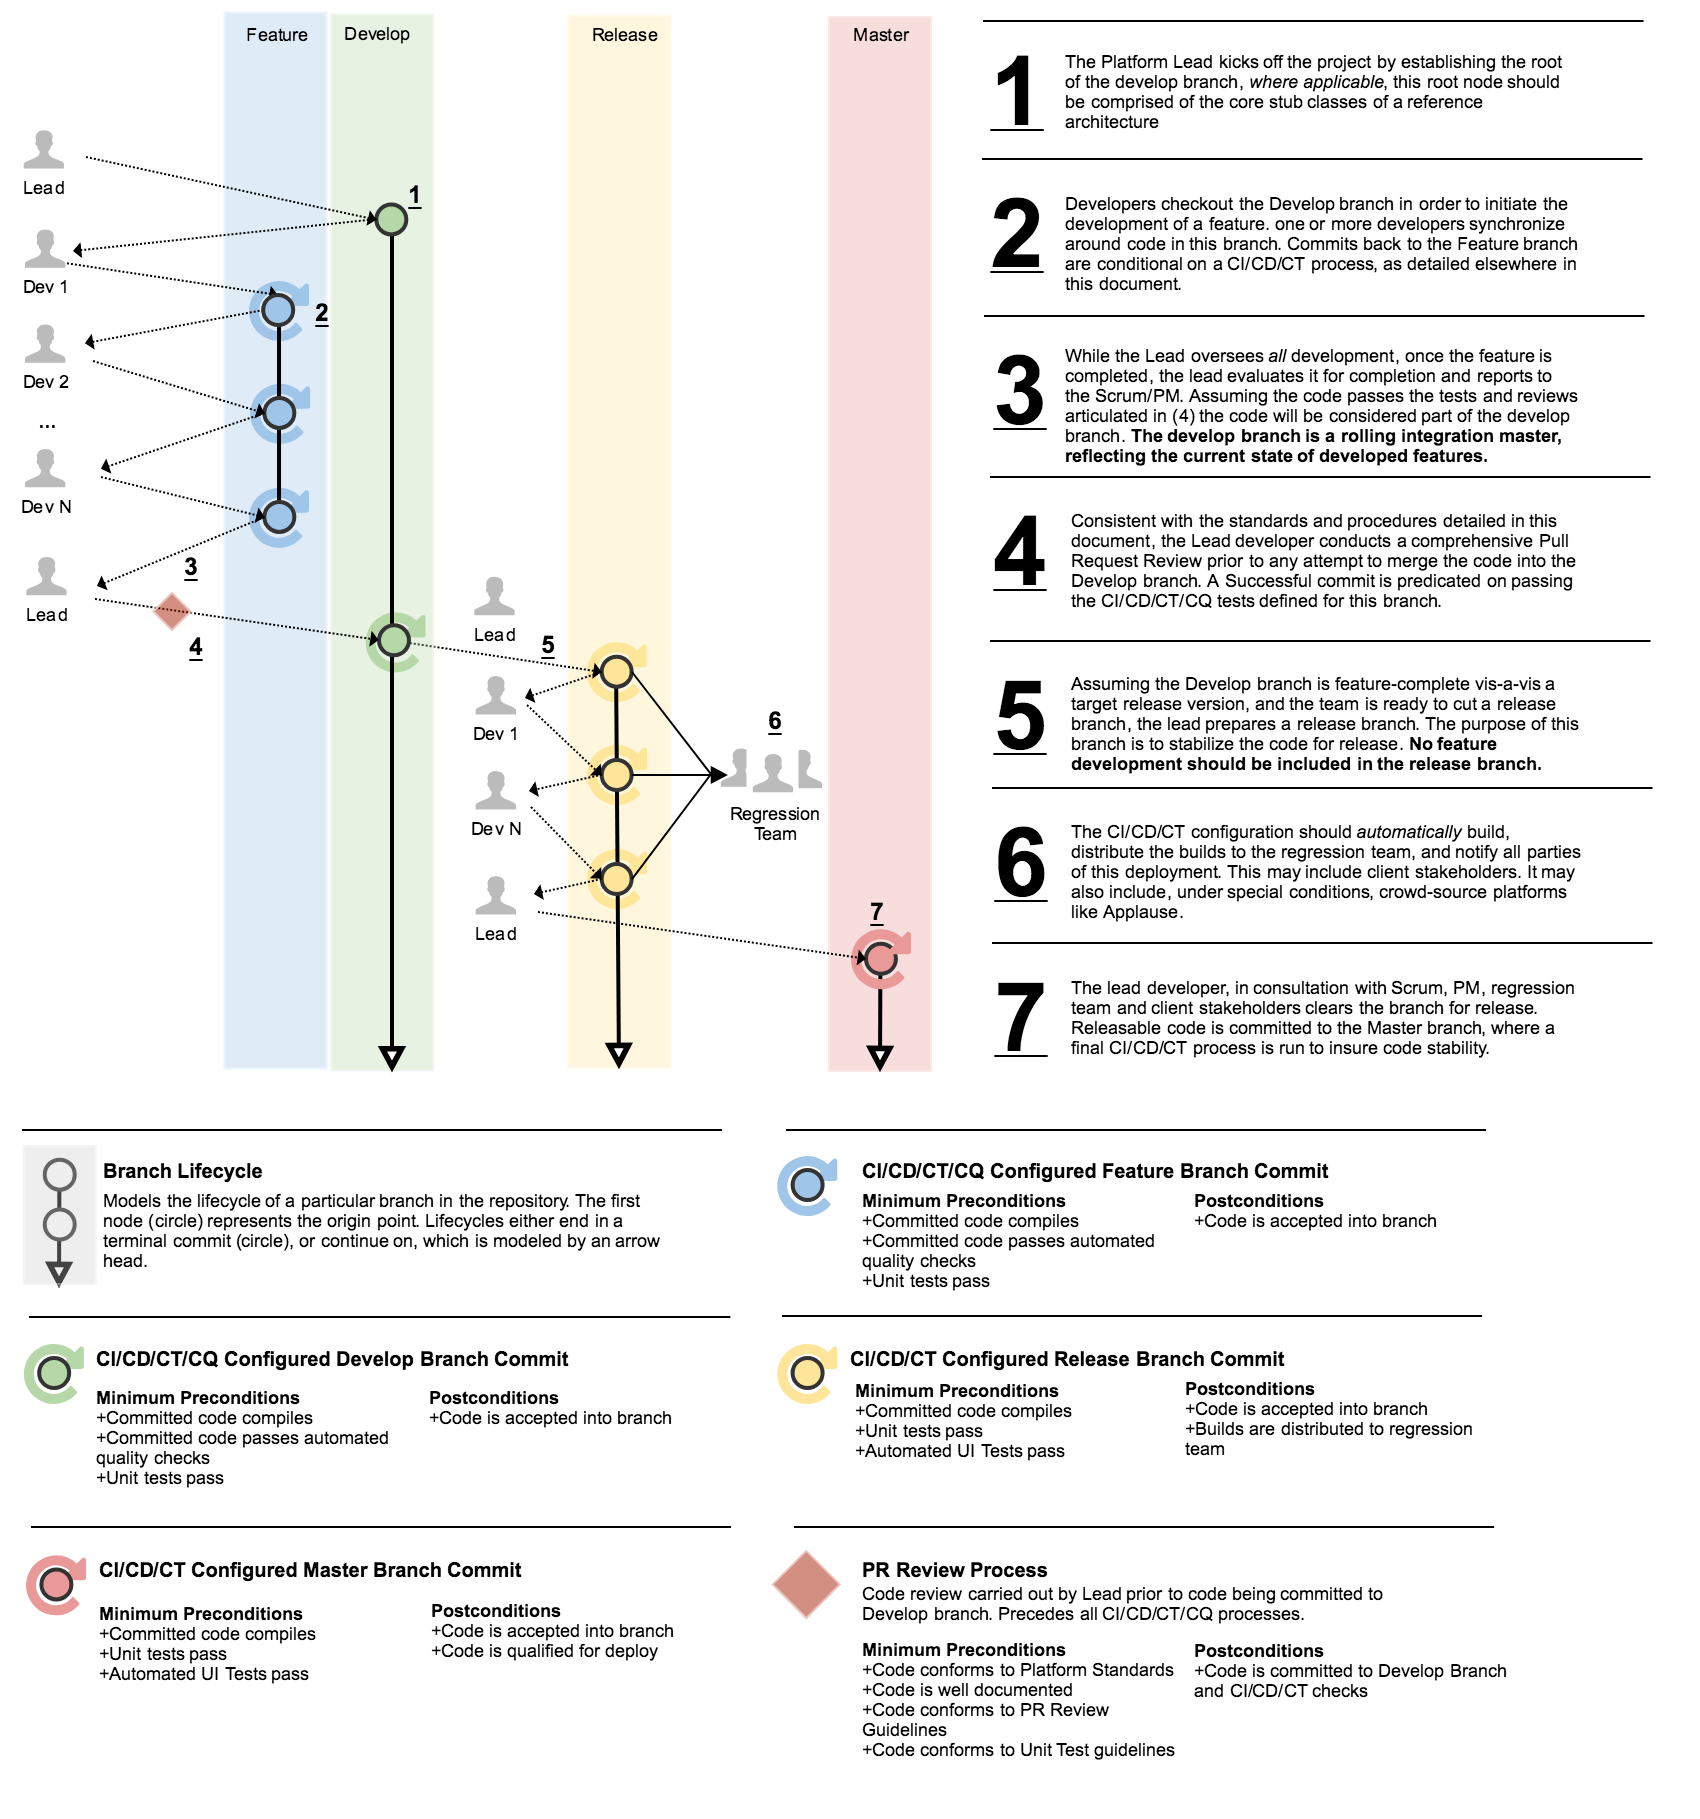 Feature
Develop
Release
Master
Lead
1
Dev 1
2
Dev 2
...
Dev N
3
Lead
4
Lead
5
Dev 1
6
Dev N
Regression
Team
Lead
7
1
The Platform Lead kicks off the project by establishing the root
of the develop branch, where applicable, this root node should
be comprised of the core stub classes of a reference
architecture
2
Developers checkout the Develop branch in order to initiate the
development of a feature. one or more developers synchronize
around code in this branch. Commits back to the Feature branch
are conditional on a CI/CD/CT process, as detailed elsewhere in
this document.
3
While the Lead oversees all development, once the feature is
completed, the lead evaluates it for completion and reports to
the Scrum/PM. Assuming the code passes the tests and reviews
articulated in (4) the code will be considered part of the develop
branch. The develop branch is a rolling integration master,
reflecting the current state of developed features.
4
Consistent with the standards and procedures detailed in this
document, the Lead developer conducts a comprehensive Pull
Request Review prior to any attempt to merge the code into the
Develop branch. A Successful commit is predicated on passing
the CI/CD/CT/CQ tests defined for this branch.
5
Assuming the Develop branch is feature-complete vis-a-vis a
target release version, and the team is ready to cut a release
branch, the lead prepares a release branch. The purpose of this
branch is to stabilize the code for release. No feature
development should be included in the release branch.
6
The CI/CD/CT configuration should automatically build,
distribute the builds to the regression team, and notify all parties
of this deployment. This may include client stakeholders. It may
also include, under special conditions, crowd-source platforms
like Applause.
7
The lead developer, in consultation with Scrum, PM, regression
team and client stakeholders clears the branch for release.
Releasable code is committed to the Master branch, where a
final CI/CD/CT process is run to insure code stability.
Branch Lifecycle
Models the lifecycle of a particular branch in the repository. The first
node (circle) represents the origin point. Lifecycles either end in a
terminal commit (circle), or continue on, which is modeled by an arrow
head.
CI/CD/CT/CQ Configured Feature Branch Commit
Minimum Preconditions
+Committed code compiles
+Committed code passes automated
quality checks
+Unit tests pass
Postconditions
+Code is accepted into branch
CI/CD/CT/CQ Configured Develop Branch Commit
Minimum Preconditions
+Committed code compiles
+Committed code passes automated
quality checks
+Unit tests pass
Postconditions
+Code is accepted into branch
CI/CD/CT Configured Release Branch Commit
Minimum Preconditions
+Committed code compiles
+Unit tests pass
+Automated UI Tests pass
Postconditions
+Code is accepted into branch
+Builds are distributed to regression
team
CI/CD/CT Configured Master Branch Commit
Minimum Preconditions
+Committed code compiles
+Unit tests pass
+Automated UI Tests pass
Postconditions
+Code is accepted into branch
+Code is qualified for deploy
PR Review Process
Code review carried out by Lead prior to code being committed to
Develop branch. Precedes all CI/CD/CT/CQ processes.
Minimum Preconditions
+Code conforms to Platform Standards
+Code is well documented
+Code conforms to PR Review
Guidelines
+Code conforms to Unit Test guidelines
Postconditions
+Code is committed to Develop Branch
and CI/CD/CT checks